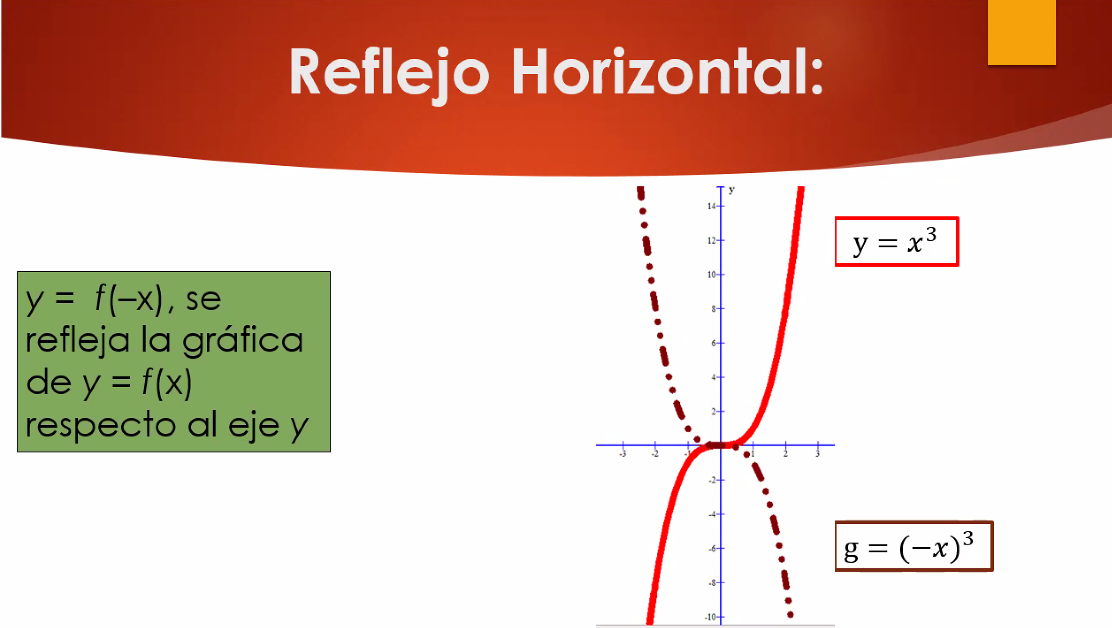 Reflejo Horizontal:
y = f(–x), se
refleja la gráfica
de y = f(x)
respecto al eje y
y
14
12
10
8
6
4
2
-3 -2 -1 1 2 3
-2
-4
-6
-8
-10
y = x³
g = (−x)³